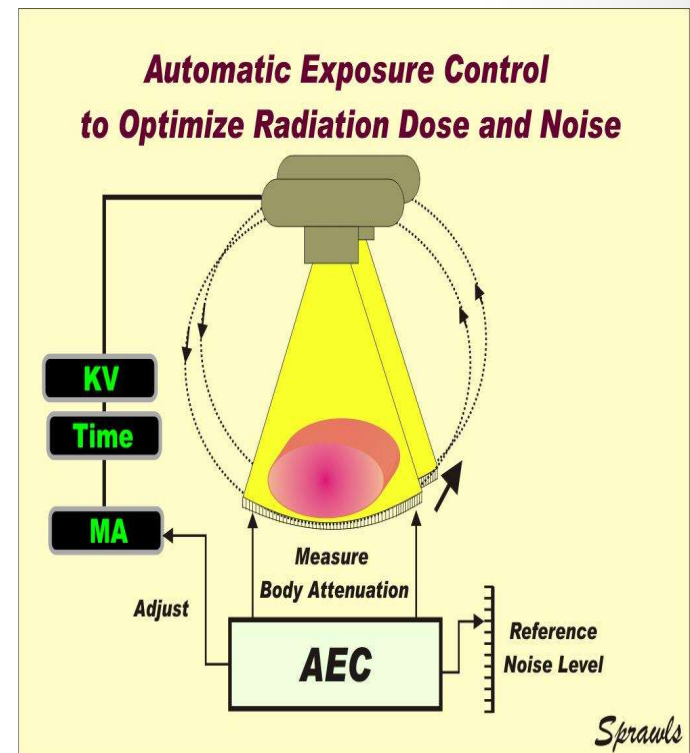 Automatic Exposure Control
to Optimize Radiation Dose and Noise
KV
Time
MA
Measure
Body Attenuation
Adjust
AEC
Reference
Noise Level
Sprawls